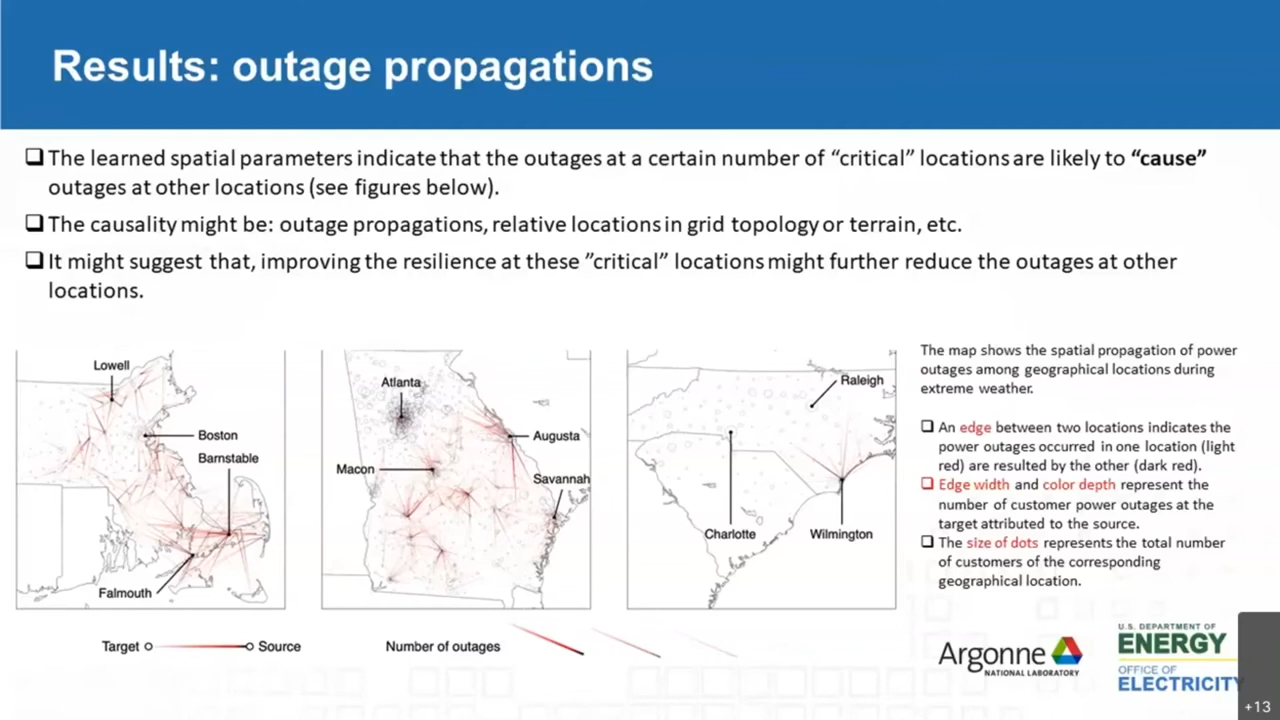 Results: outage propagations
❑ The learned spatial parameters indicate that the outages at a certain number of “critical” locations are likely to “cause”
outages at other locations (see figures below).
❑ The causality might be: outage propagations, relative locations in grid topology or terrain, etc.
❑ It might suggest that, improving the resilience at these ”critical” locations might further reduce the outages at other
locations.
Lowell
Boston
Barnstable
Falmouth
Atlanta
Augusta
Macon
Savannah
Raleigh
Charlotte
Wilmington
The map shows the spatial propagation of power
outages among geographical locations during
extreme weather.
❑ An edge between two locations indicates the
power outages occurred in one location (light
red) are resulted by the other (dark red).
❑ Edge width and color depth represent the
number of customer power outages at the
target attributed to the source.
❑ The size of dots represents the total number
of customers of the corresponding
geographical location.
Target
Source
Number of outages
Argonne
NATIONAL LABORATORY
U.S. DEPARTMENT OF
ENERGY
OFFICE OF
ELECTRICITY
+13